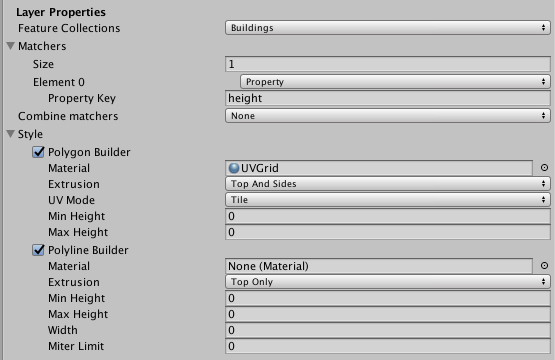 Layer Properties
Feature Collections Buildings
Matchers
Size 1
Element 0 Property
Property Key height
Combine matchers None
Style
Polygon Builder
Material UVGrid
Extrusion Top And Sides
UV Mode Tile
Min Height 0
Max Height 0
Polyline Builder
Material None (Material)
Extrusion Top Only
Min Height 0
Max Height 0
Width 0
Miter Limit 0